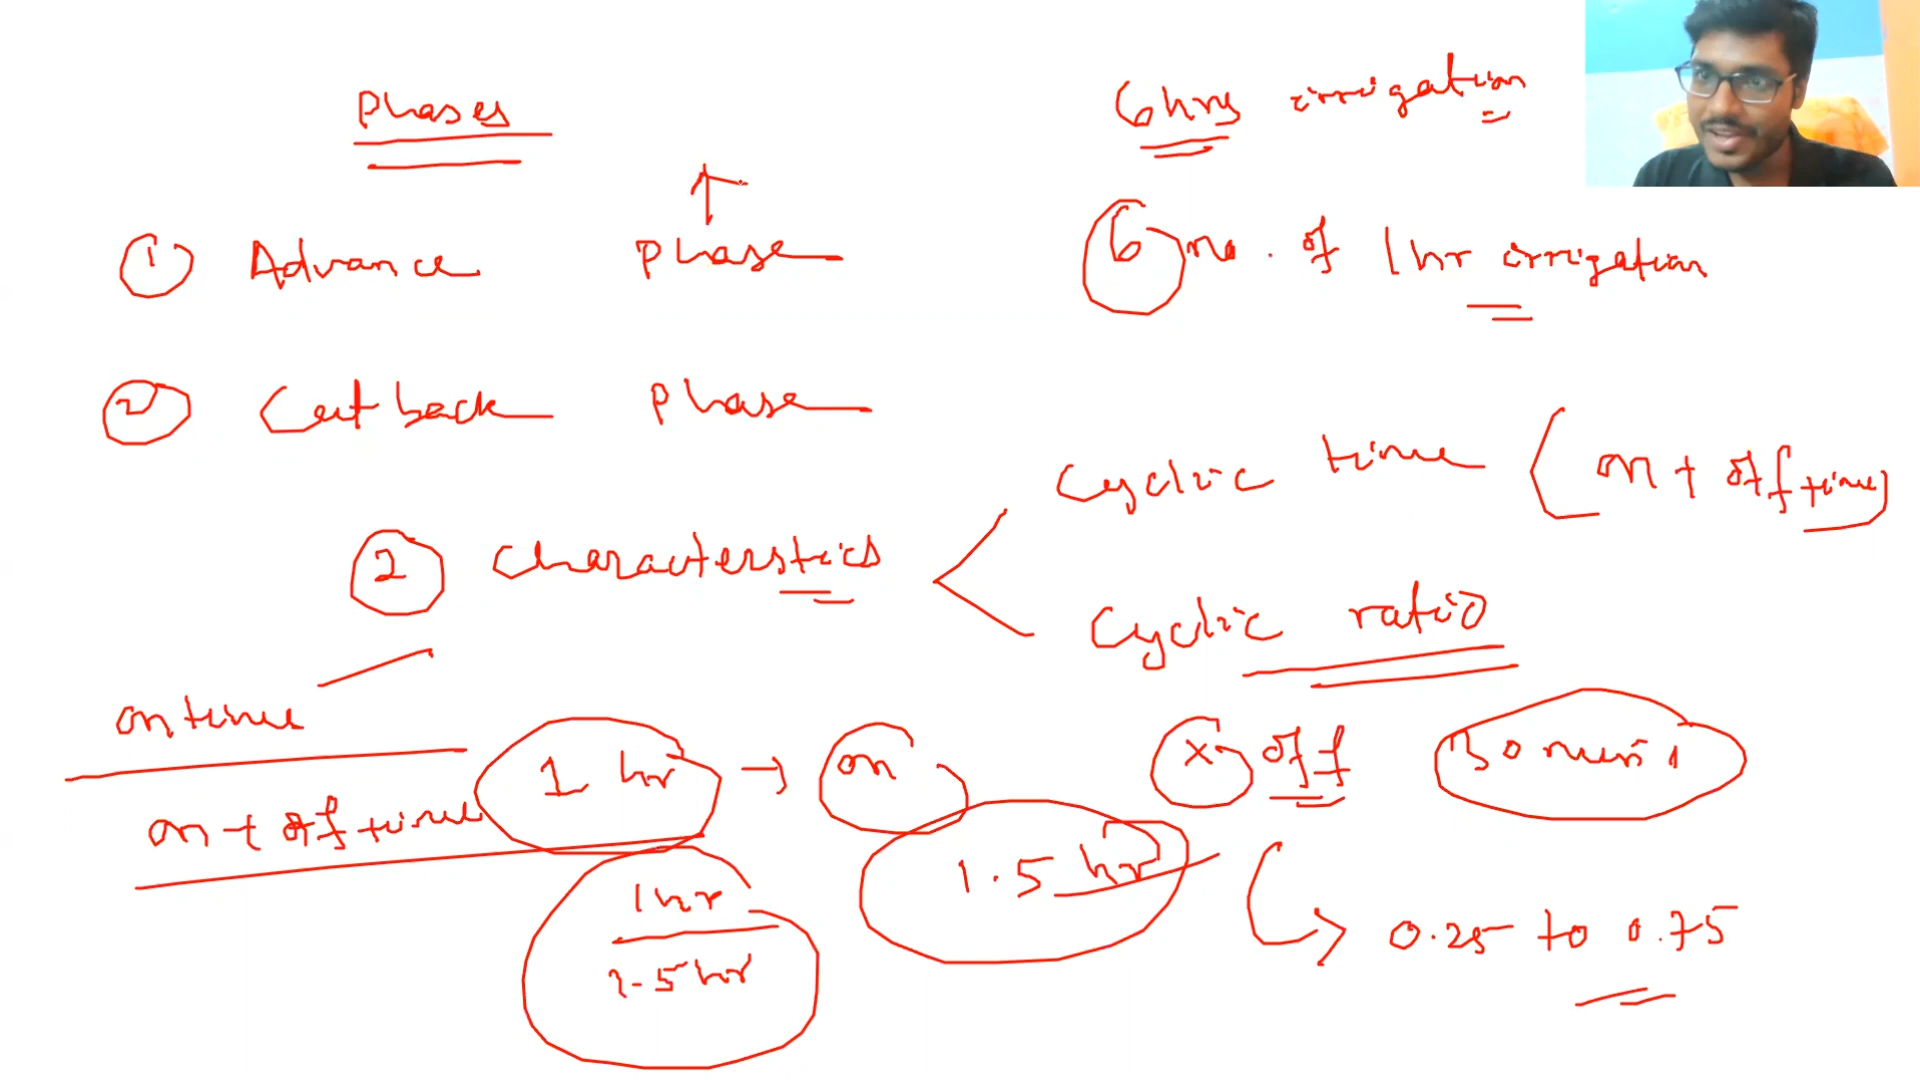 Phases
6 hrs irrigation
① Advance Phase
6 no. of 1 hr irrigation
② Cut back Phase
Cyclic time (on + off time)
② Characterstics
Cyclic ratio
on time
on + off time
1 hr → on
x off 30 mins
1.5 hr
1 hr
1.5 hr
0.25 to 0.75